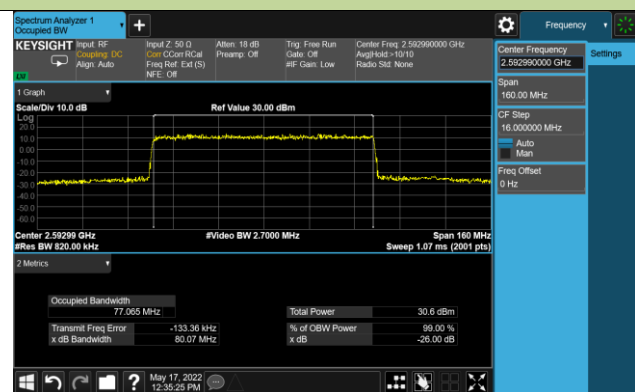 Spectrum Analyzer 1
Occupied BW
+
Frequency
KEYSIGHT
Input: RF
Coupling: DC
Align: Auto
Input Z: 50 Ω
Corr CCorr RCal
Freq Ref: Ext (S)
NFE: Off
Atten: 18 dB
Preamp: Off
Trig: Free Run
Gate: Off
#IF Gain: Low
Center Freq: 2.592990000 GHz
Avg|Hold:>10/10
Radio Std: None
1 Graph
Scale/Div 10.0 dB
Ref Value 30.00 dBm
Log
20.0
10.0
0.00
-10.0
-20.0
-30.0
-40.0
-50.0
-60.0
Center 2.59299 GHz
#Video BW 2.7000 MHz
Span 160 MHz
#Res BW 820.00 kHz
Sweep 1.07 ms (2001 pts)
2 Metrics
Occupied Bandwidth
77.065 MHz
Total Power 30.6 dBm
Transmit Freq Error -133.36 kHz
% of OBW Power 99.00 %
x dB Bandwidth 80.07 MHz
x dB -26.00 dB
Center Frequency
2.592990000 GHz
Settings
Span
160.00 MHz
CF Step
16.000000 MHz
Auto
Man
Freq Offset
0 Hz
?
May 17, 2022
12:35:25 PM